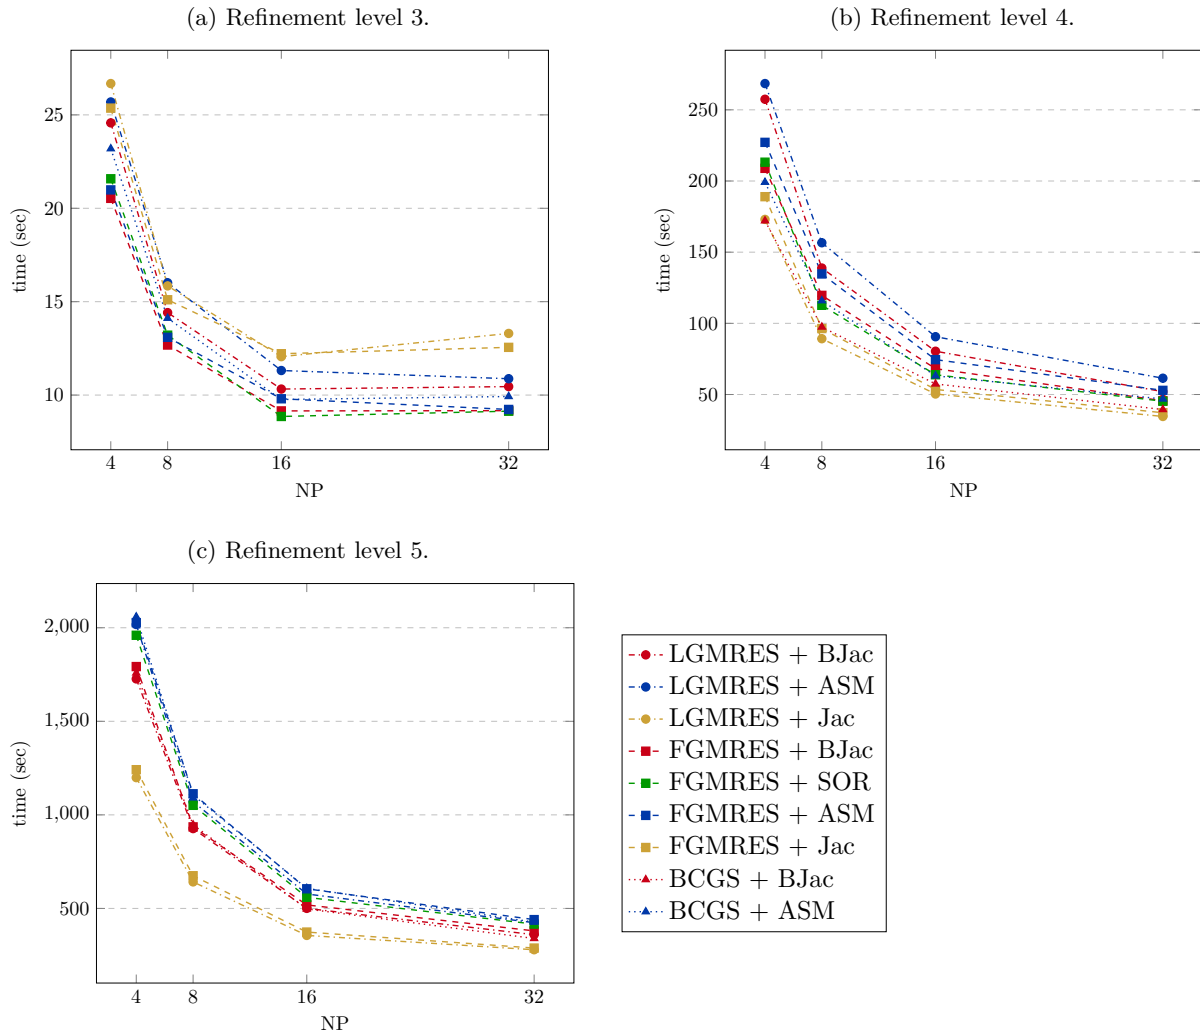 (a) Refinement level 3.
25
20
15
10
time (sec)
4 8 16 32
NP
(b) Refinement level 4.
250
200
150
100
50
time (sec)
4 8 16 32
NP
(c) Refinement level 5.
2,000
1,500
1,000
500
time (sec)
4 8 16 32
NP
LGMRES + BJac
LGMRES + ASM
LGMRES + Jac
FGMRES + BJac
FGMRES + SOR
FGMRES + ASM
FGMRES + Jac
BCGS + BJac
BCGS + ASM